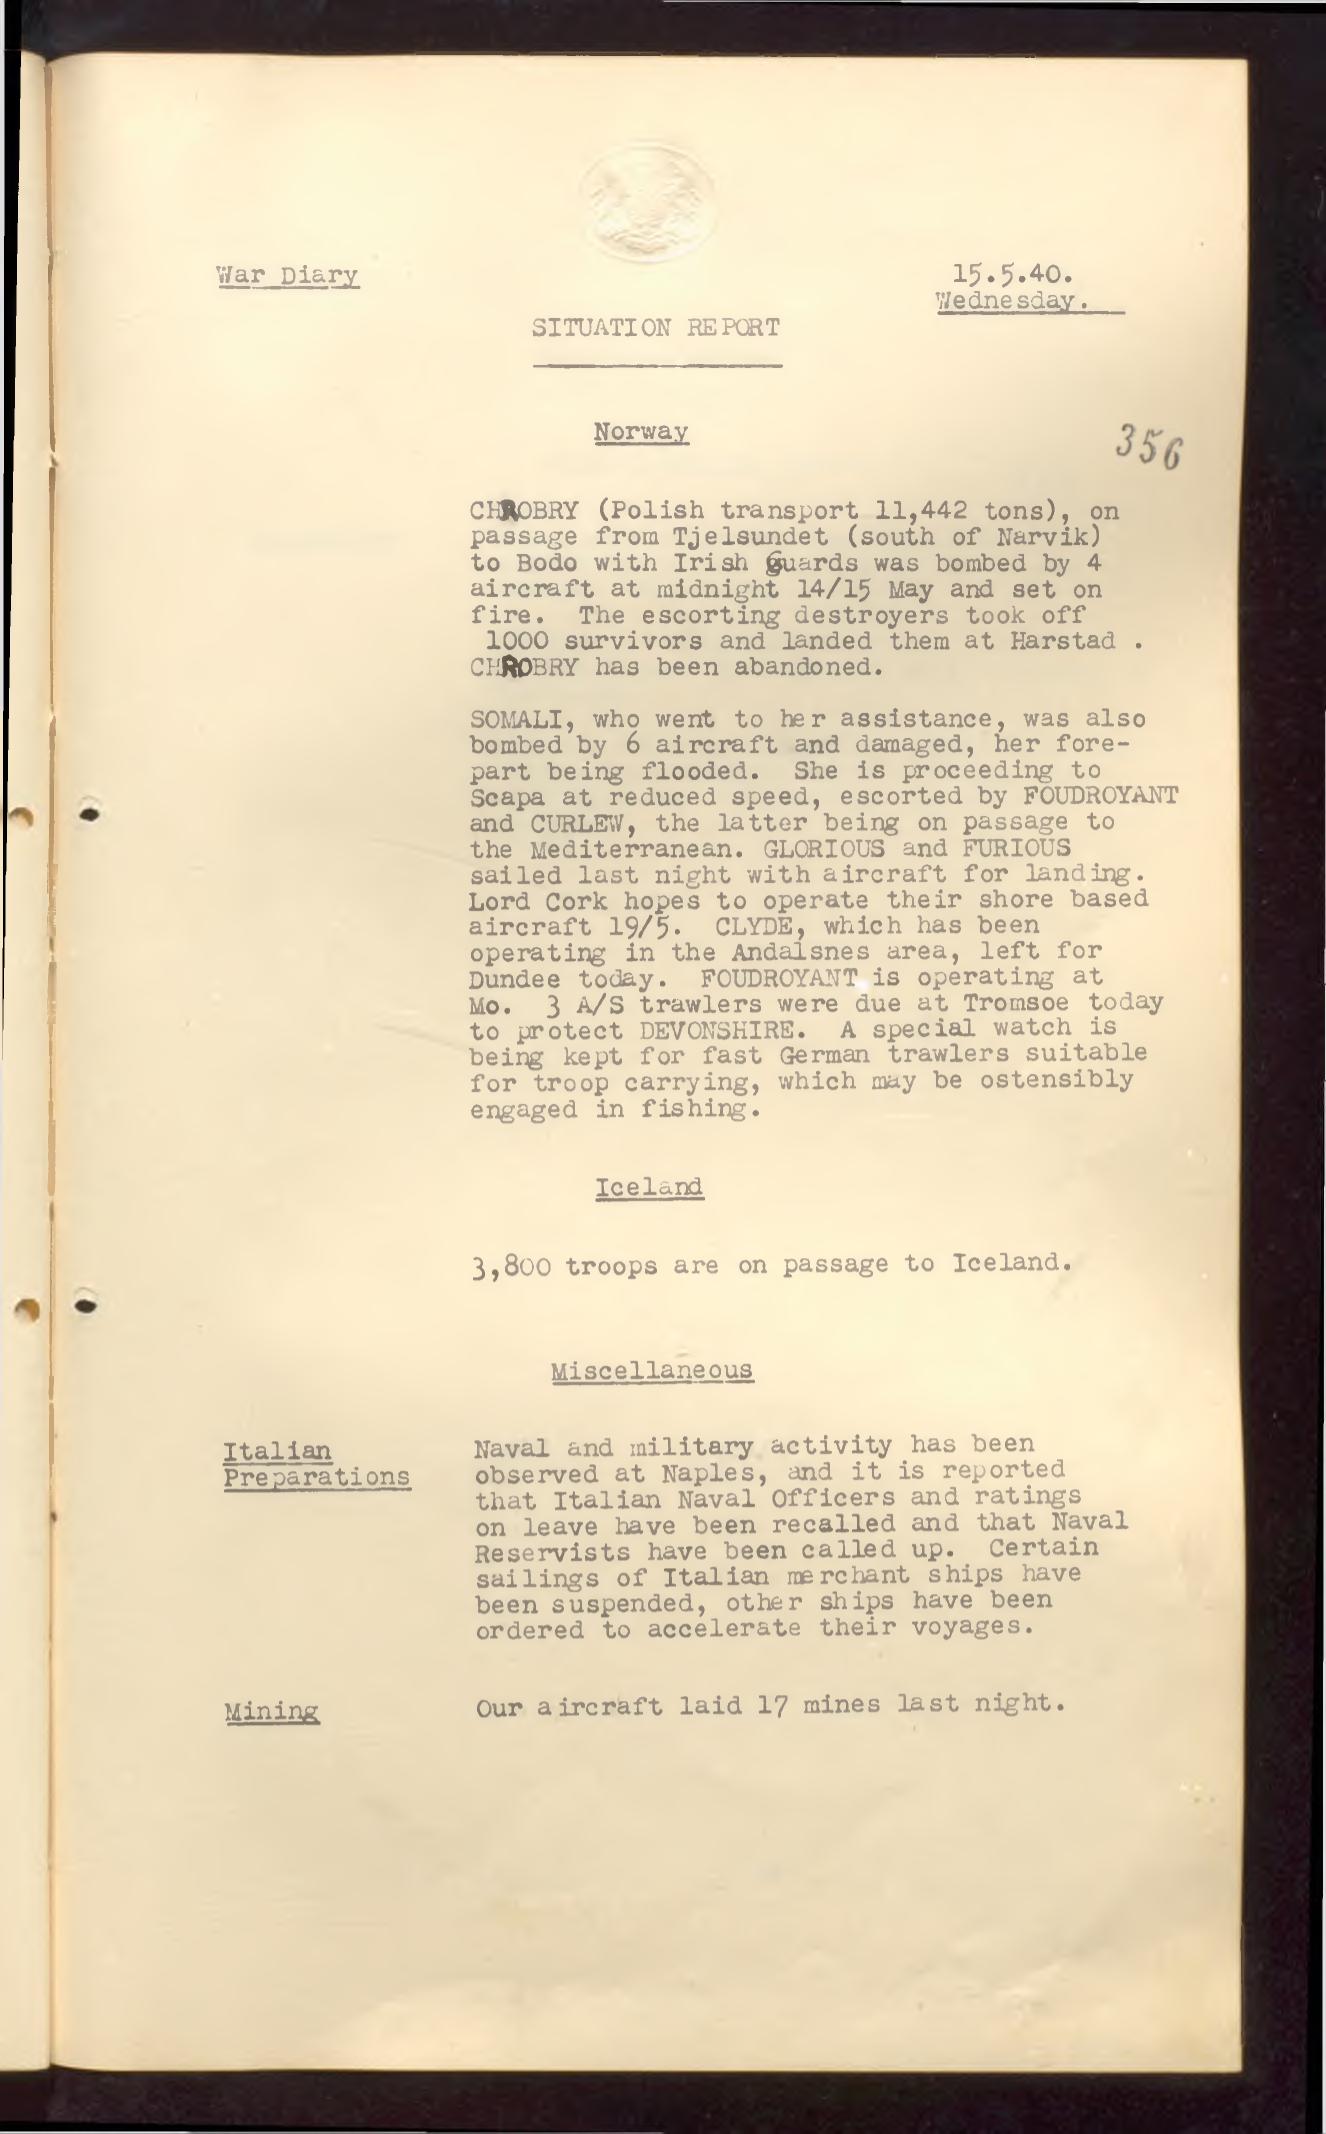 War Diary
15.5.40.
Wednesday.
SITUATION REPORT
Norway
356
CHROBRY (Polish transport 11,442 tons), on
passage from Tjelsundet (south of Narvik)
to Bodo with Irish Guards was bombed by 4
aircraft at midnight 14/15 May and set on
fire. The escorting destroyers took off
1000 survivors and landed them at Harstad .
CHROBRY has been abandoned.
SOMALI, who went to her assistance, was also
bombed by 6 aircraft and damaged, her fore-
part being flooded. She is proceeding to
Scapa at reduced speed, escorted by FOUDROYANT
and CURLEW, the latter being on passage to
the Mediterranean. GLORIOUS and FURIOUS
sailed last night with aircraft for landing.
Lord Cork hopes to operate their shore based
aircraft 19/5. CLYDE, which has been
operating in the Andalsnes area, left for
Dundee today. FOUDROYANT is operating at
Mo. 3 A/S trawlers were due at Tromsoe today
to protect DEVONSHIRE. A special watch is
being kept for fast German trawlers suitable
for troop carrying, which may be ostensibly
engaged in fishing.
Iceland
3,800 troops are on passage to Iceland.
Miscellaneous
Italian
Preparations
Naval and military activity has been
observed at Naples, and it is reported
that Italian Naval Officers and ratings
on leave have been recalled and that Naval
Reservists have been called up. Certain
sailings of Italian merchant ships have
been suspended, other ships have been
ordered to accelerate their voyages.
Mining
Our aircraft laid 17 mines last night.